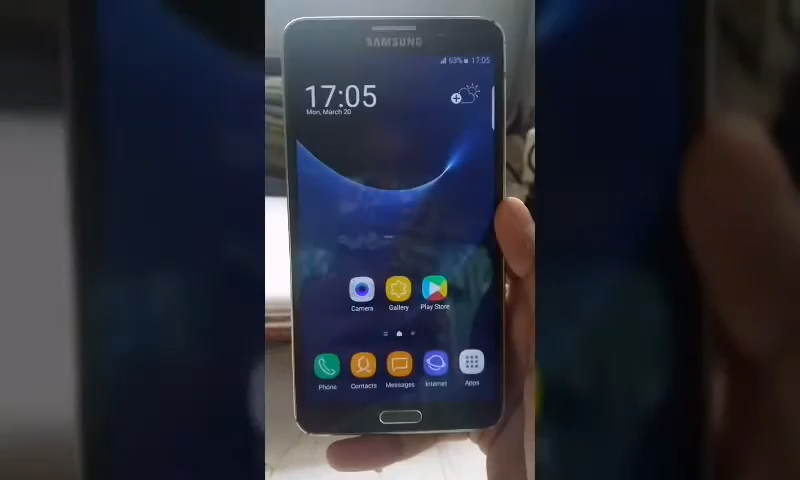 SAMSUNG
63% 17:05
17:05
Mon, March 20
Camera Gallery Play Store
Phone Contacts Messages Internet Apps